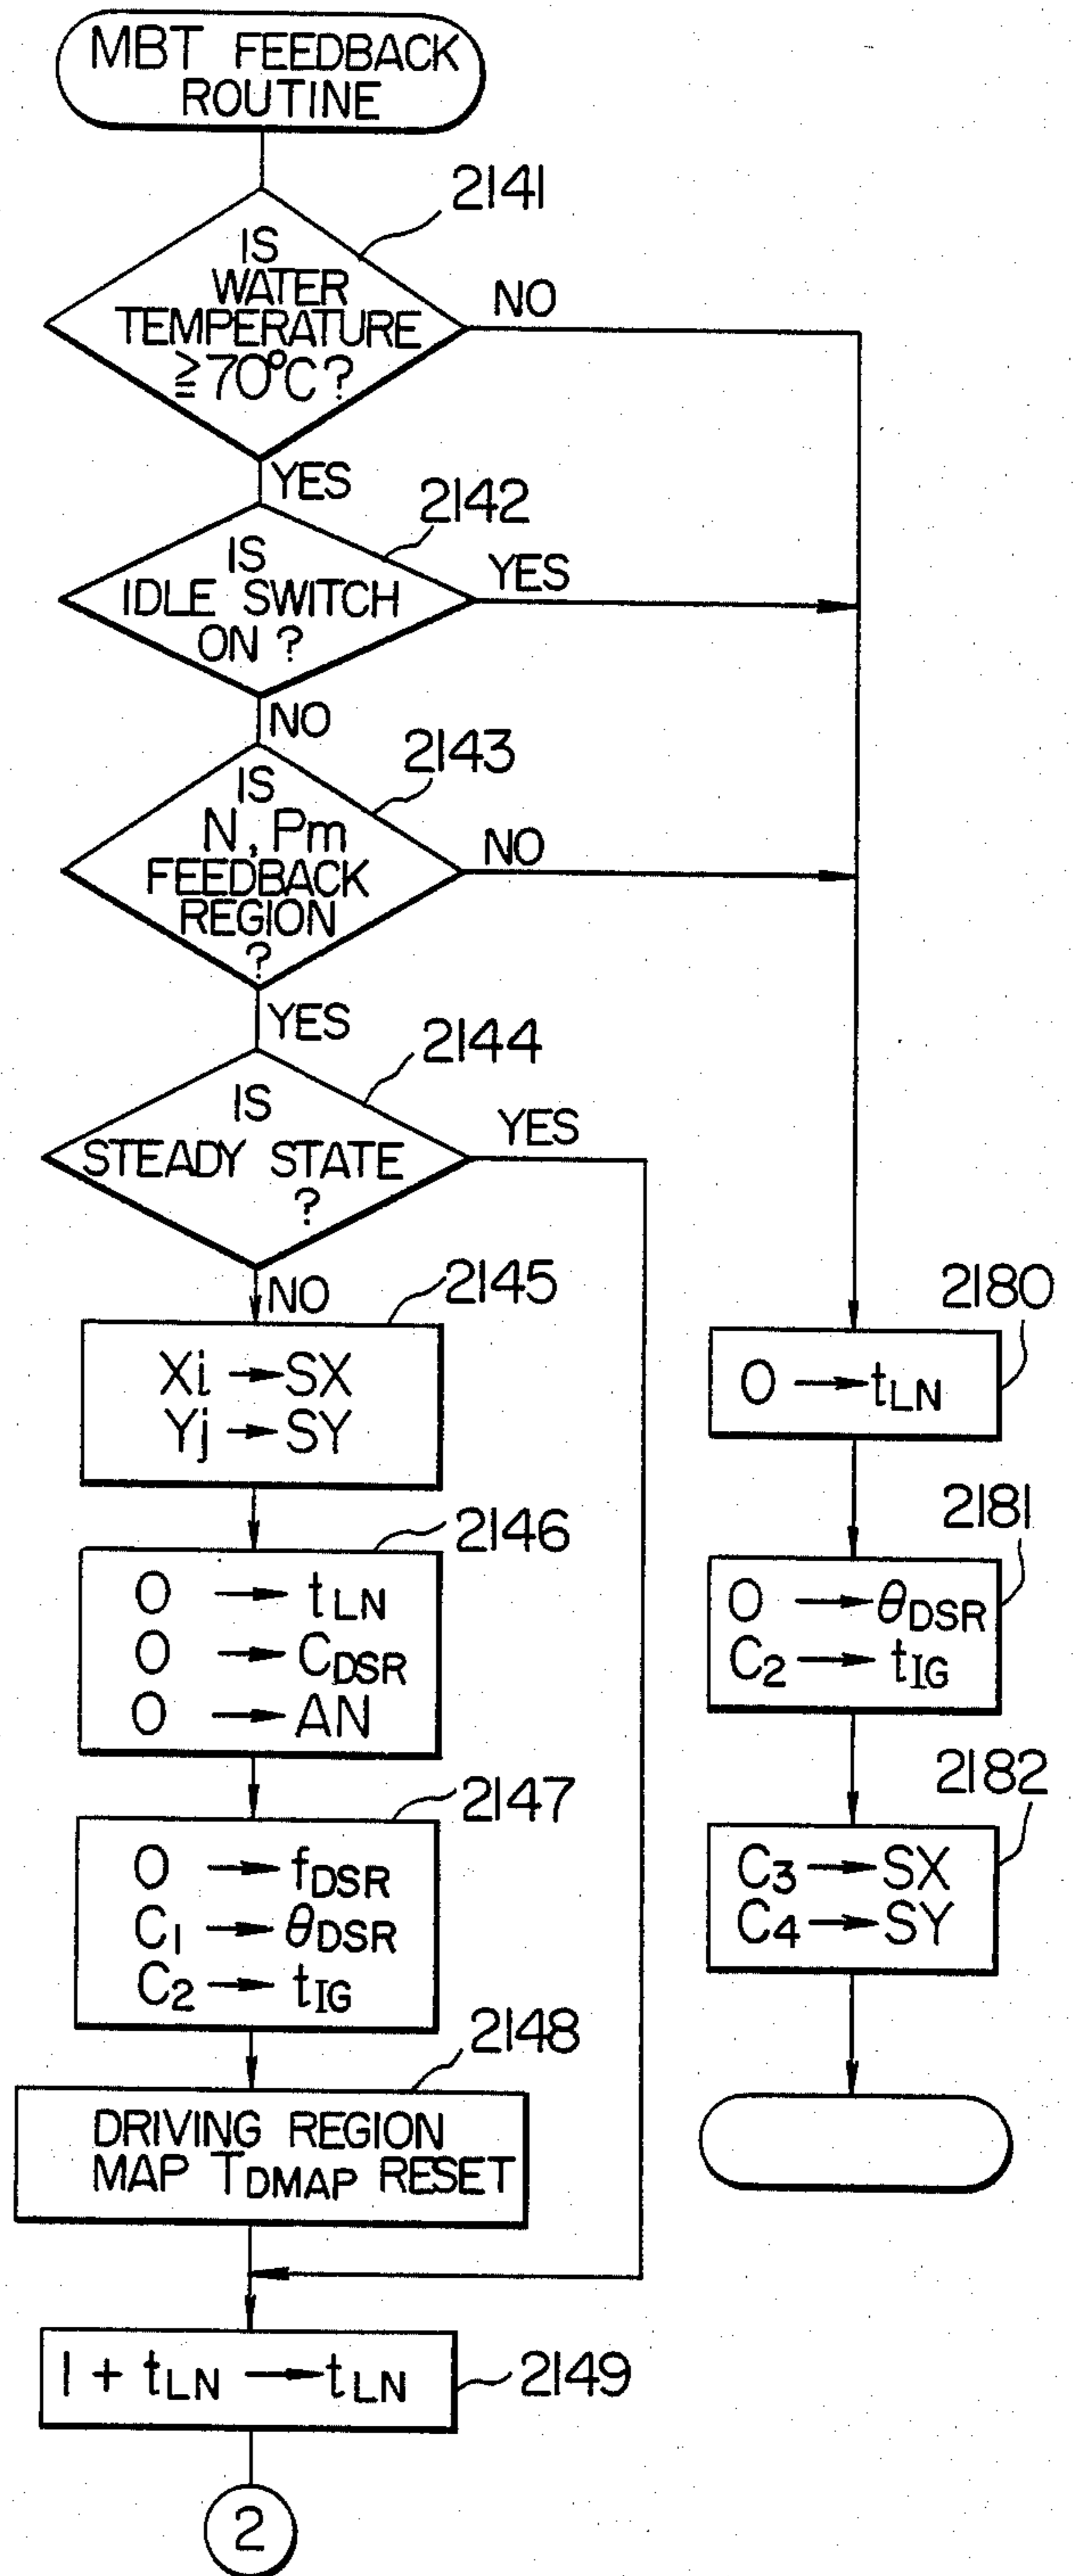 MBT FEEDBACK
ROUTINE
2141
IS
WATER
TEMPERATURE
≧70°C?
NO
YES
2142
IS
IDLE SWITCH
ON ?
YES
NO
2143
IS
N, Pm
FEEDBACK
REGION
?
NO
YES
2144
IS
STEADY STATE
?
YES
NO
2145
Xi → SX
Yj → SY
2146
0 → tLN
0 → CDSR
0 → AN
2147
0 → fDSR
C1 → θDSR
C2 → tIG
2148
DRIVING REGION
MAP TDMAP RESET
1 + tLN → tLN
2149
2
2180
0 → tLN
2181
0 → θDSR
C2 → tIG
2182
C3 → SX
C4 → SY